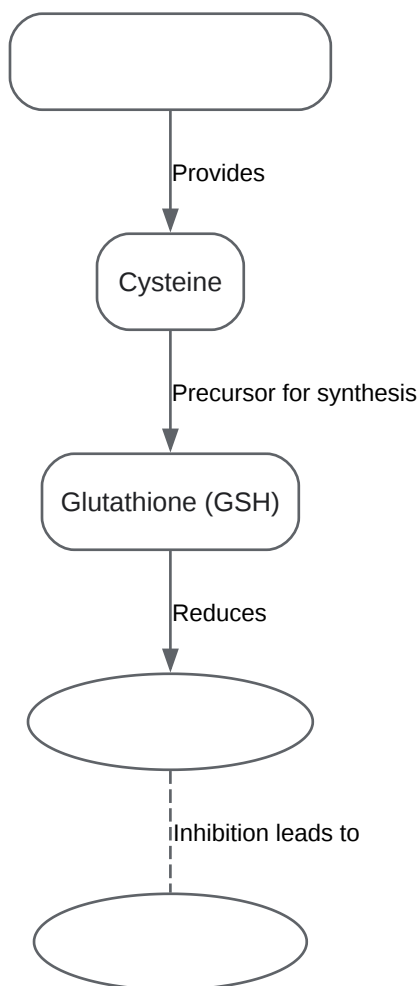 Provides
Cysteine
Precursor for synthesis
Glutathione (GSH)
Reduces
Inhibition leads to